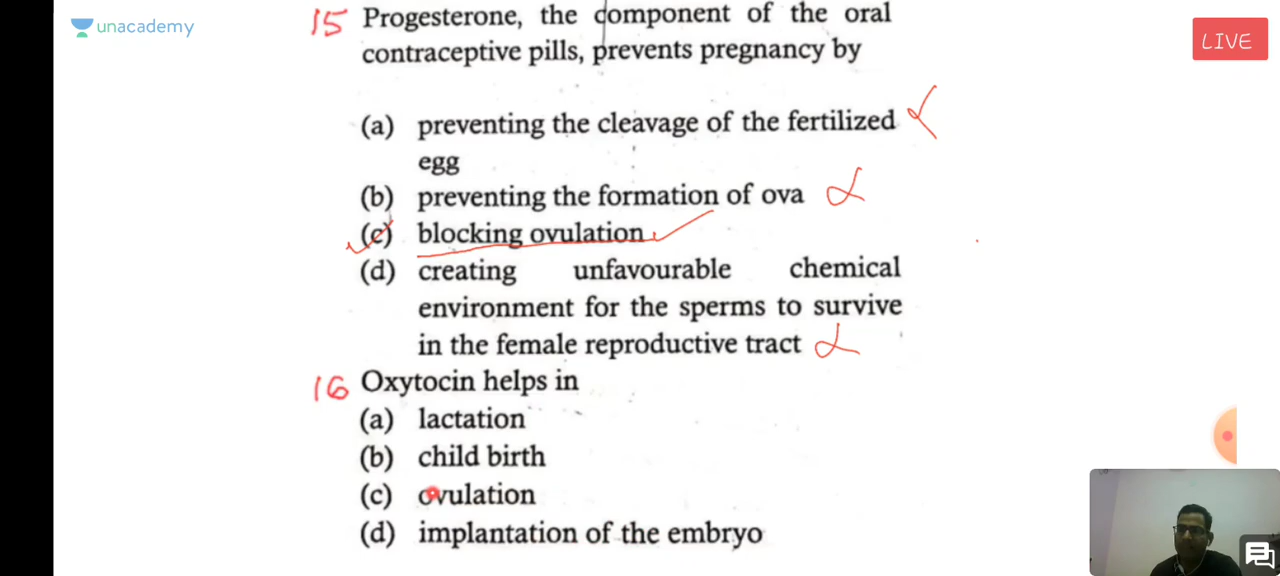 unacademy
LIVE
15 Progesterone, the component of the oral
contraceptive pills, prevents pregnancy by
(a) preventing the cleavage of the fertilized
egg
(b) preventing the formation of ova
(c) blocking ovulation
(d) creating unfavourable chemical
environment for the sperms to survive
in the female reproductive tract
16 Oxytocin helps in
(a) lactation
(b) child birth
(c) ovulation
(d) implantation of the embryo